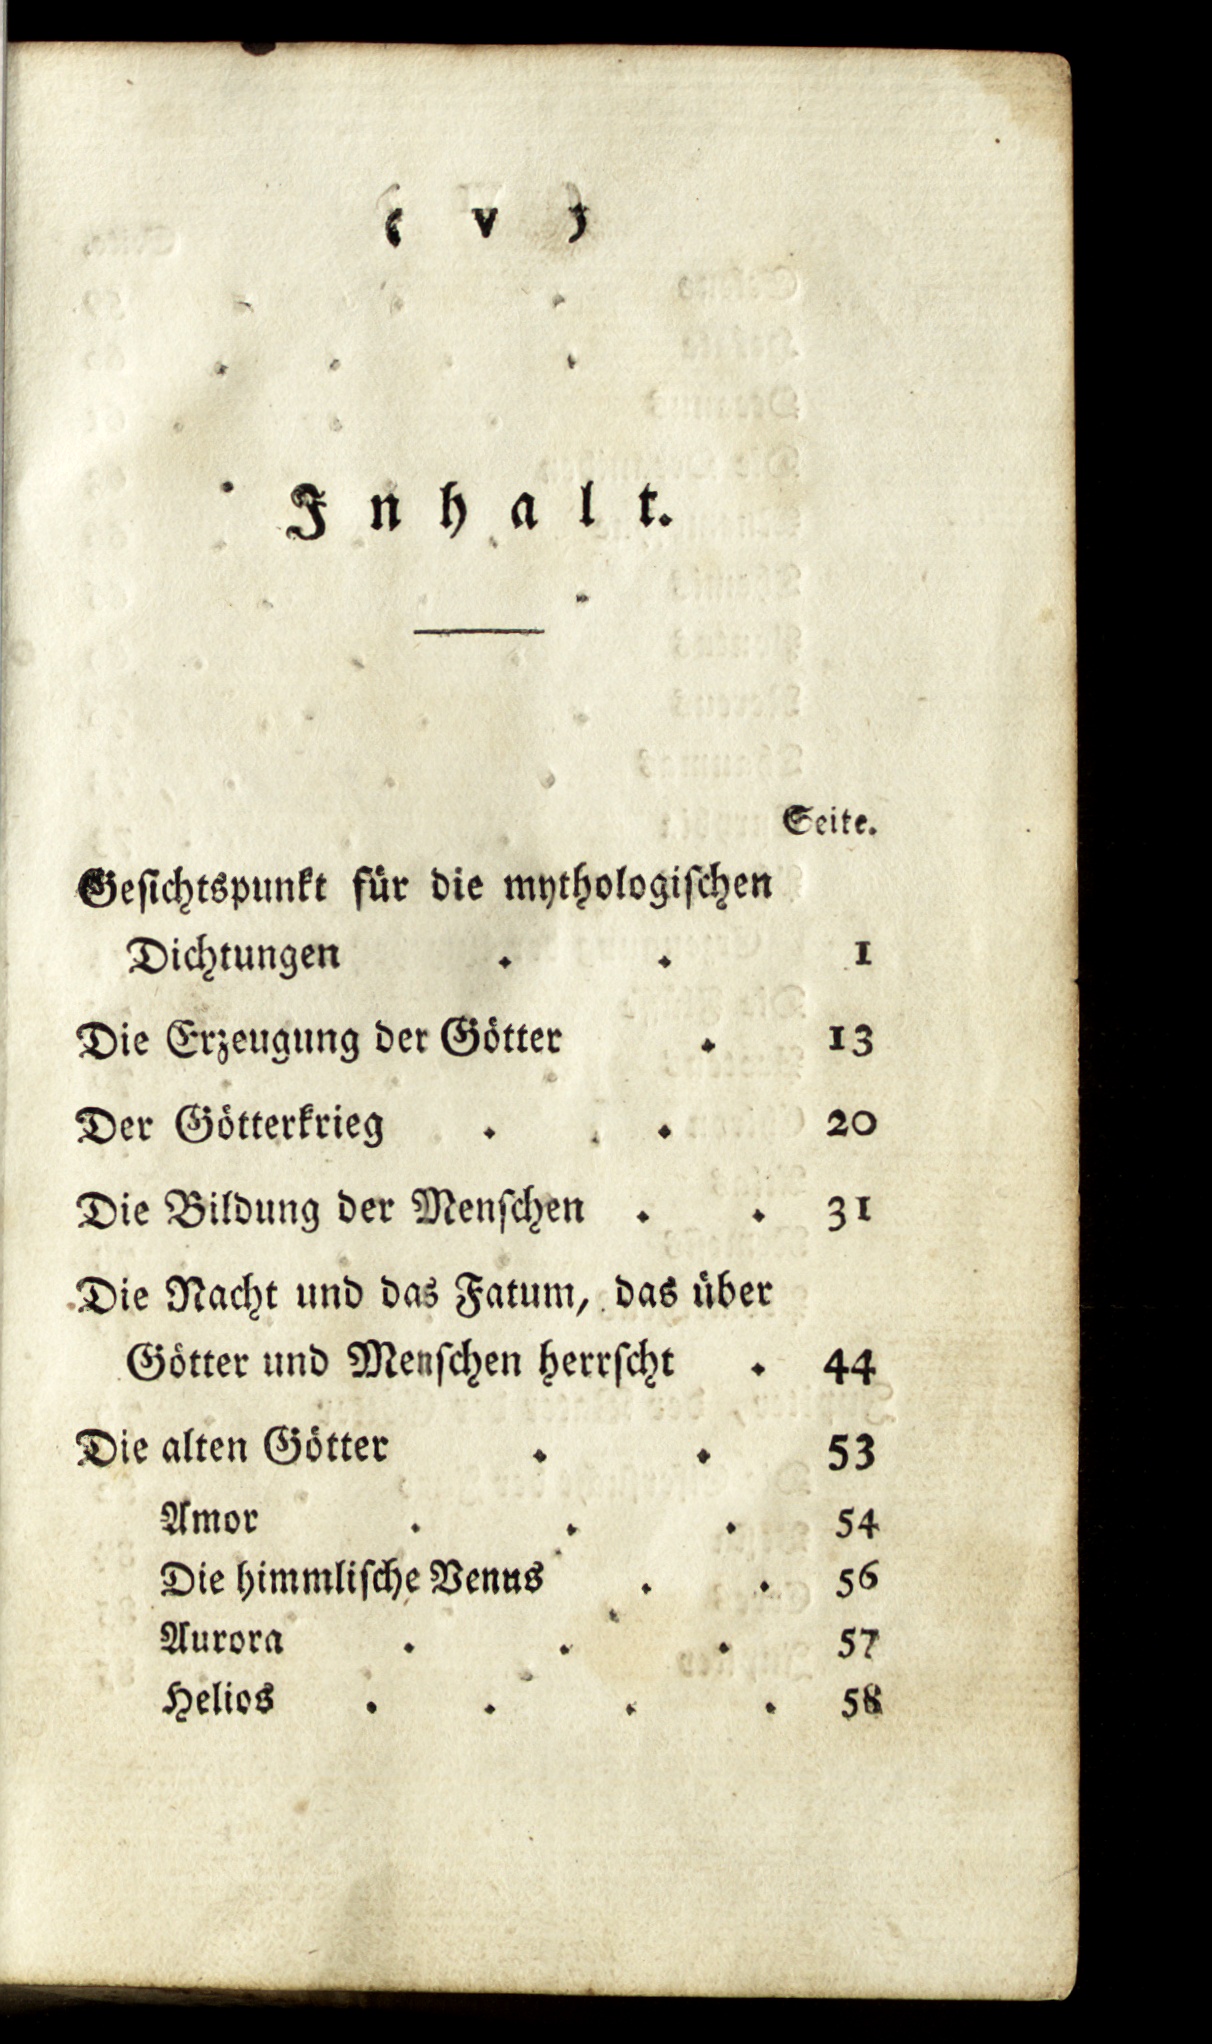 ( v )
Inhalt.
Seite.
Geſichtspunkt für die mythologiſchen
Dichtungen . . 1
Die Erzeugung der Götter . 13
Der Götterkrieg . . 20
Die Bildung der Menſchen . . 31
Die Nacht und das Fatum, das über
Götter und Menſchen herrſcht . 44
Die alten Götter . . 53
Amor . . . 54
Die himmliſche Venus . . 56
Aurora . . . 57
Helios . . . . 58